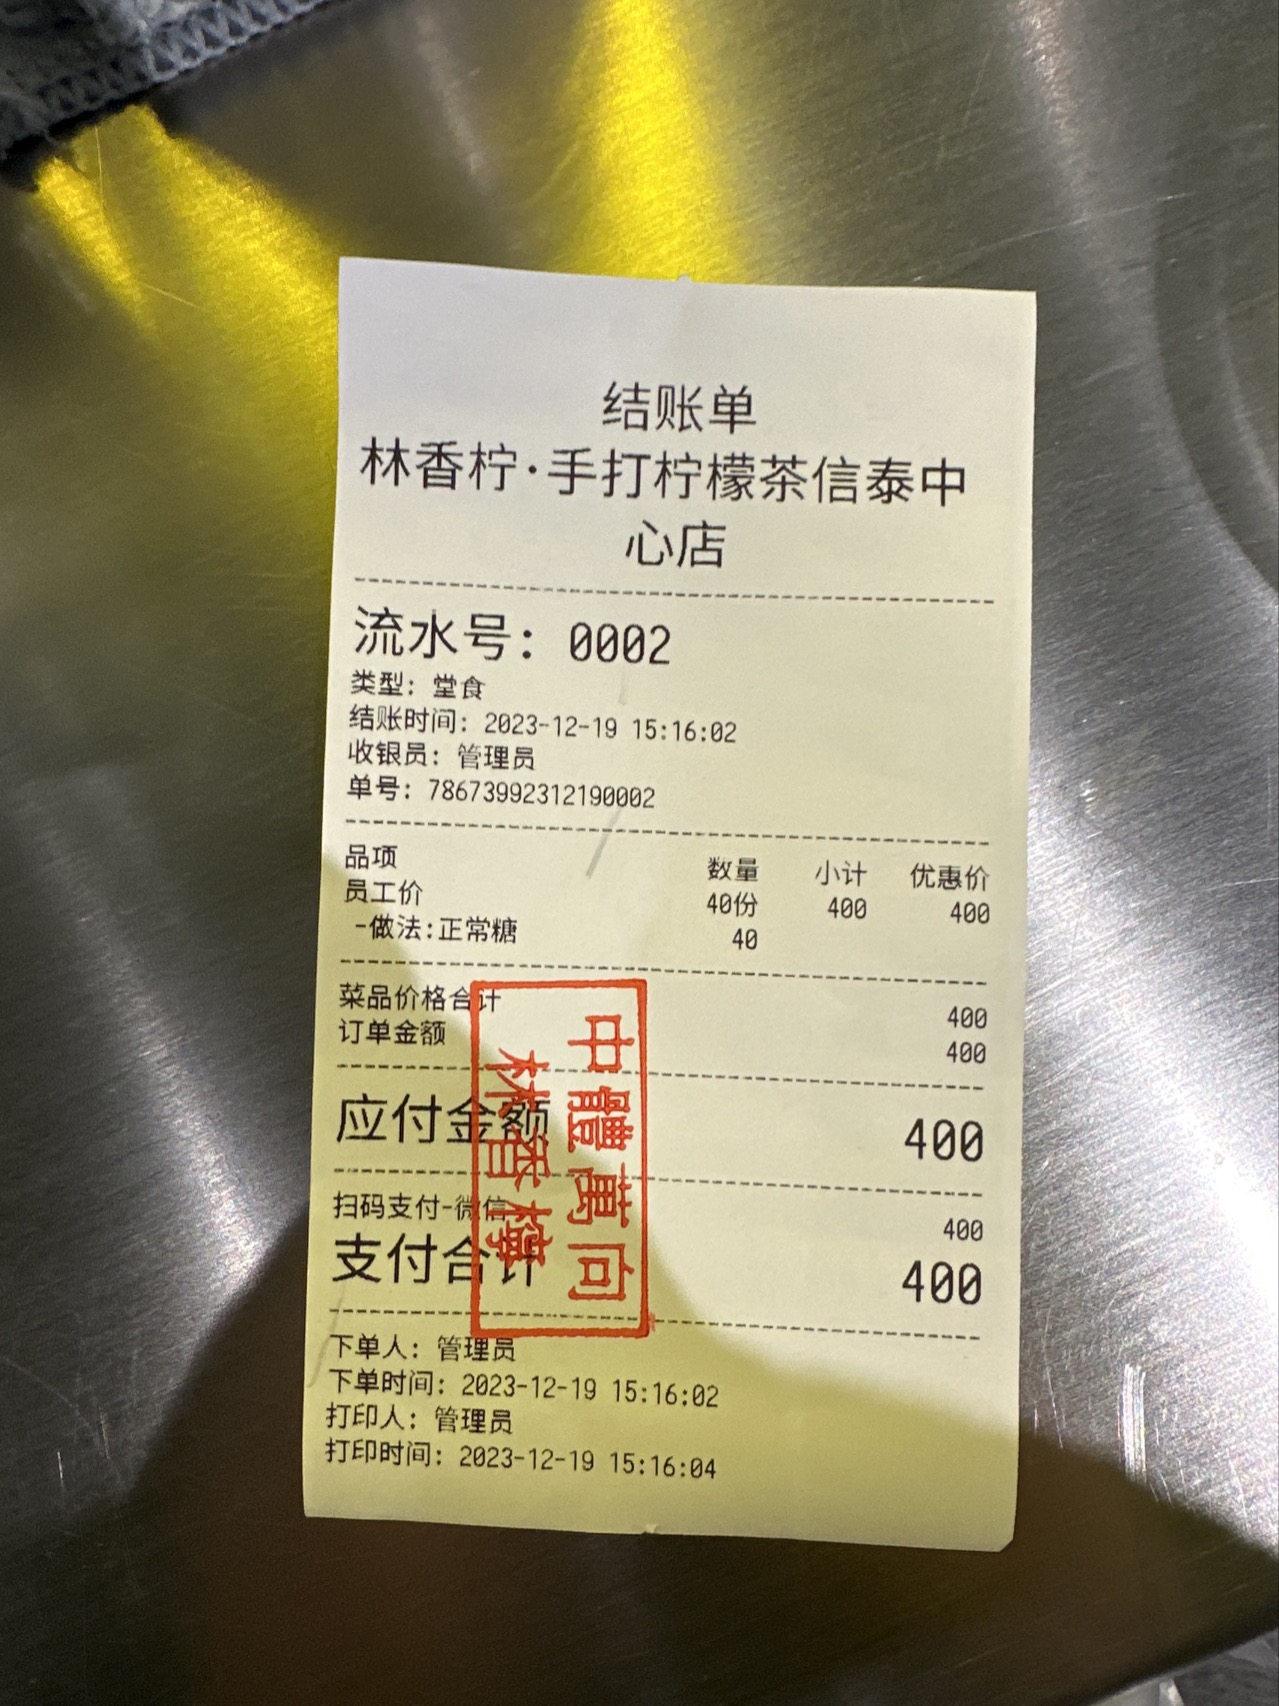 结账单
林香柠·手打柠檬茶信泰中
心店
流水号: 0002
类型: 堂食
结账时间: 2023-12-19 15:16:02
收银员: 管理员
单号: 78673992312190002
品项 数量 小计 优惠价
员工价 40份 400 400
-做法:正常糖 40
菜品价格合计 400
订单金额 400
应付金额 400
扫码支付-微信 400
支付合计 400
中體萬向
林香檸
下单人: 管理员
下单时间: 2023-12-19 15:16:02
打印人: 管理员
打印时间: 2023-12-19 15:16:04